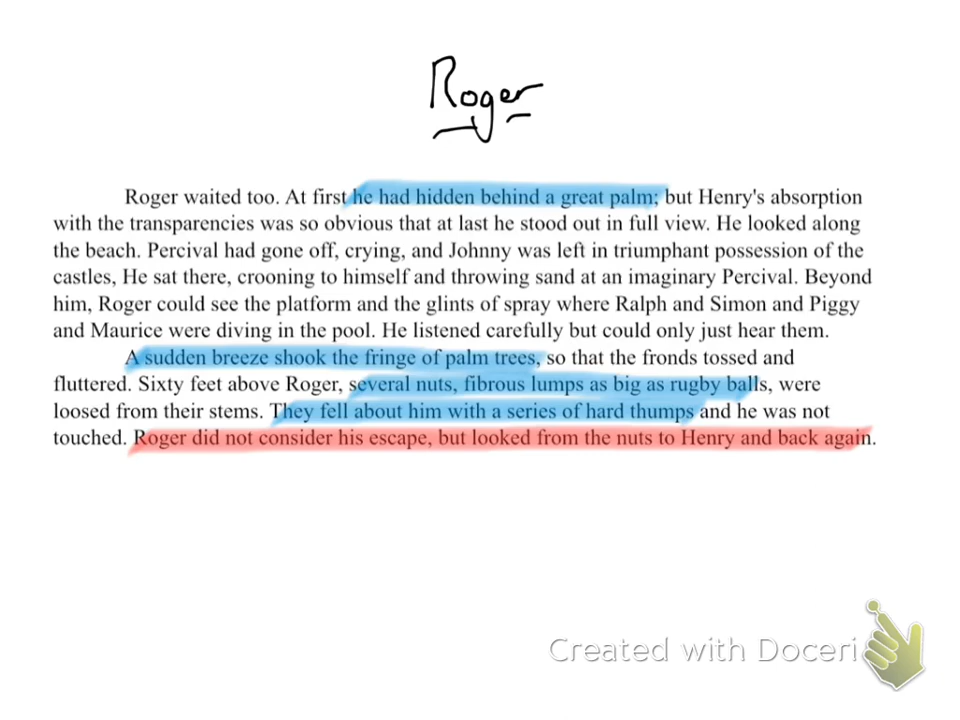 Roger
Roger waited too. At first he had hidden behind a great palm; but Henry's absorption
with the transparencies was so obvious that at last he stood out in full view. He looked along
the beach. Percival had gone off, crying, and Johnny was left in triumphant possession of the
castles, He sat there, crooning to himself and throwing sand at an imaginary Percival. Beyond
him, Roger could see the platform and the glints of spray where Ralph and Simon and Piggy
and Maurice were diving in the pool. He listened carefully but could only just hear them.
A sudden breeze shook the fringe of palm trees, so that the fronds tossed and
fluttered. Sixty feet above Roger, several nuts, fibrous lumps as big as rugby balls, were
loosed from their stems. They fell about him with a series of hard thumps and he was not
touched. Roger did not consider his escape, but looked from the nuts to Henry and back again.
Created with Doceri